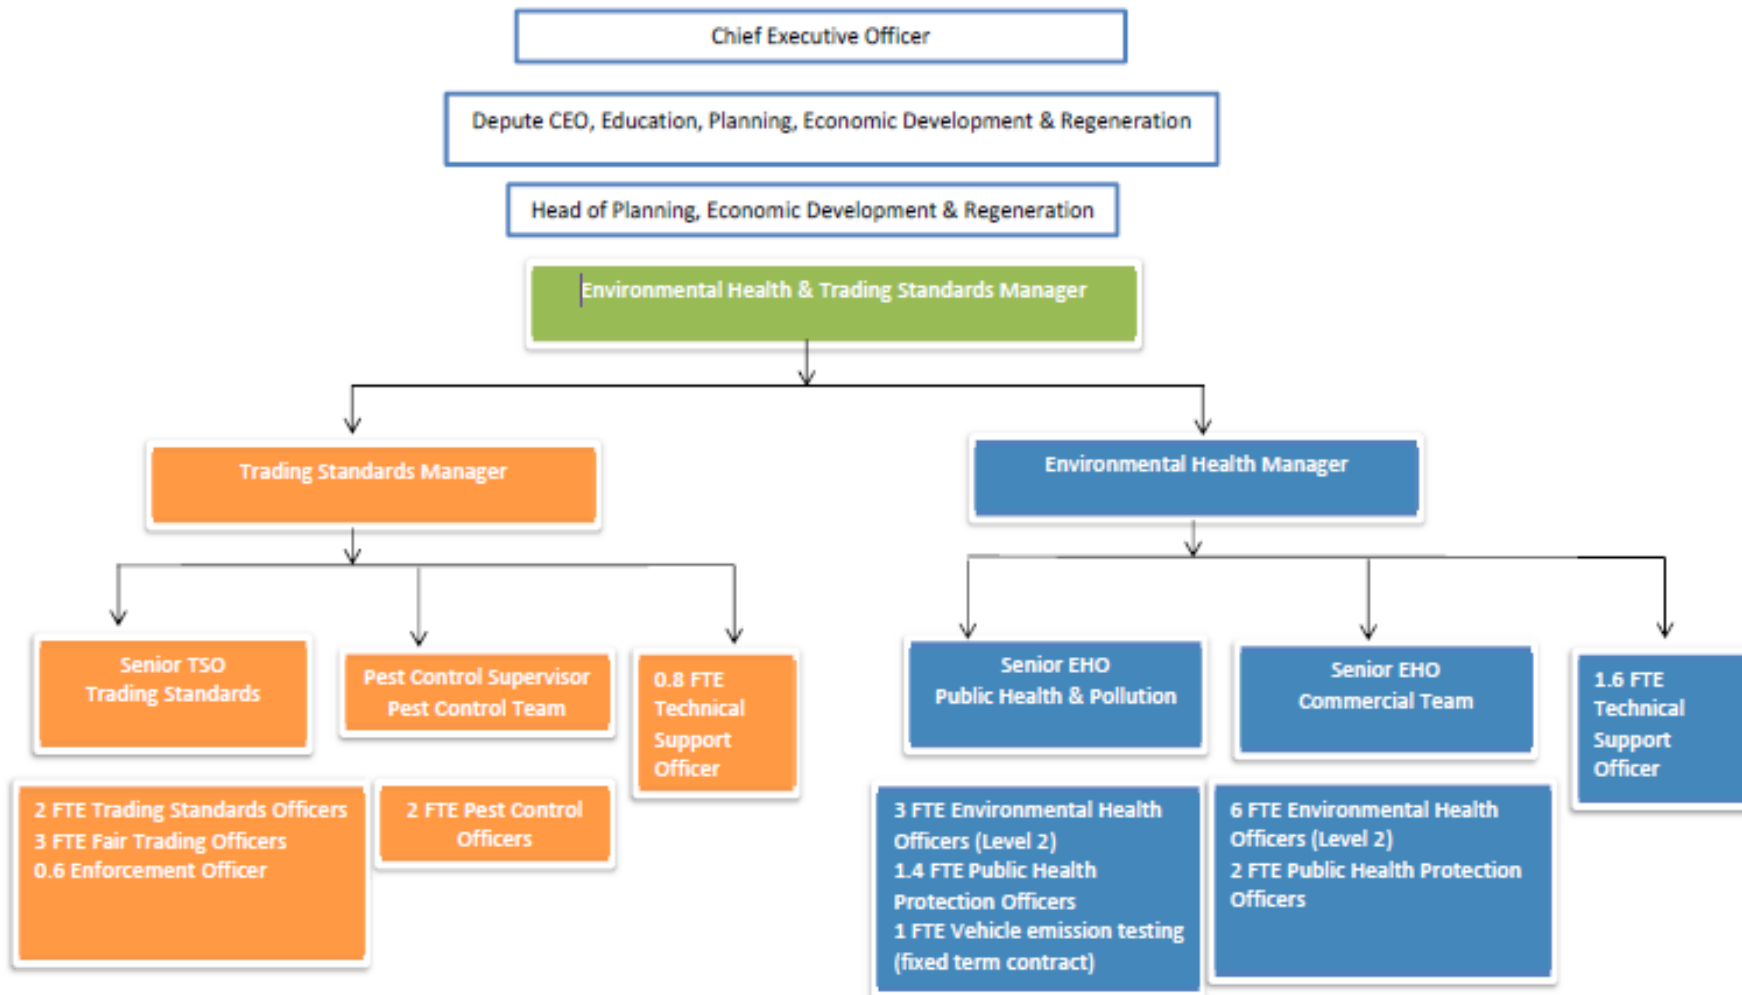 Chief Executive Officer
Depute CEO, Education, Planning, Economic Development & Regeneration
Head of Planning, Economic Development & Regeneration
Environmental Health & Trading Standards Manager
Trading Standards Manager
Environmental Health Manager
Senior TSO
Trading Standards
Pest Control Supervisor
Pest Control Team
0.8 FTE
Technical
Support
Officer
Senior EHO
Public Health & Pollution
Senior EHO
Commercial Team
1.6 FTE
Technical
Support
Officer
2 FTE Trading Standards Officers
3 FTE Fair Trading Officers
0.6 Enforcement Officer
2 FTE Pest Control
Officers
3 FTE Environmental Health
Officers (Level 2)
1.4 FTE Public Health
Protection Officers
1 FTE Vehicle emission testing
(fixed term contract)
6 FTE Environmental Health
Officers (Level 2)
2 FTE Public Health Protection
Officers